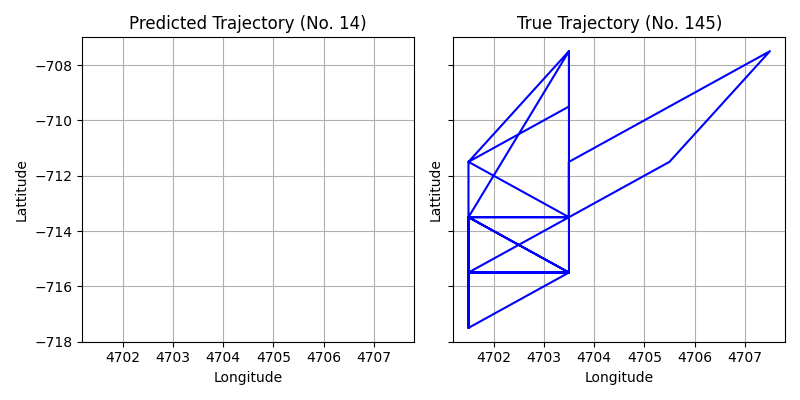 Predicted Trajectory (No. 14)
True Trajectory (No. 145)
Lattitude
−708
−710
−712
−714
−716
−718
4702 4703 4704 4705 4706 4707
Longitude
Lattitude
4702 4703 4704 4705 4706 4707
Longitude